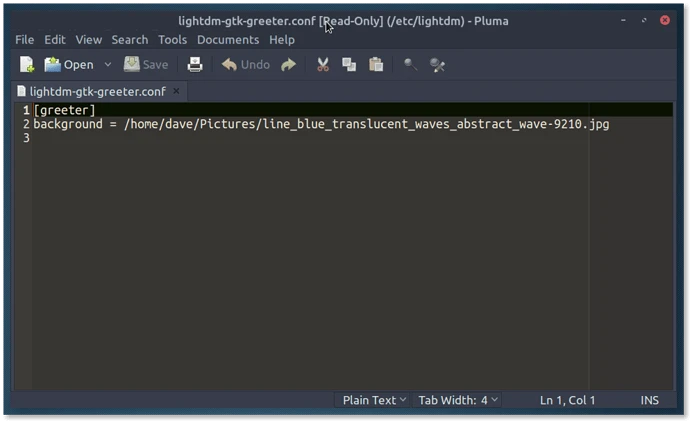 lightdm-gtk-greeter.conf [Read-Only] (/etc/lightdm) - Pluma
File Edit View Search Tools Documents Help
Open Save Undo
lightdm-gtk-greeter.conf
1 [greeter]
2 background = /home/dave/Pictures/line_blue_translucent_waves_abstract_wave-9210.jpg
3
Plain Text Tab Width: 4 Ln 1, Col 1 INS